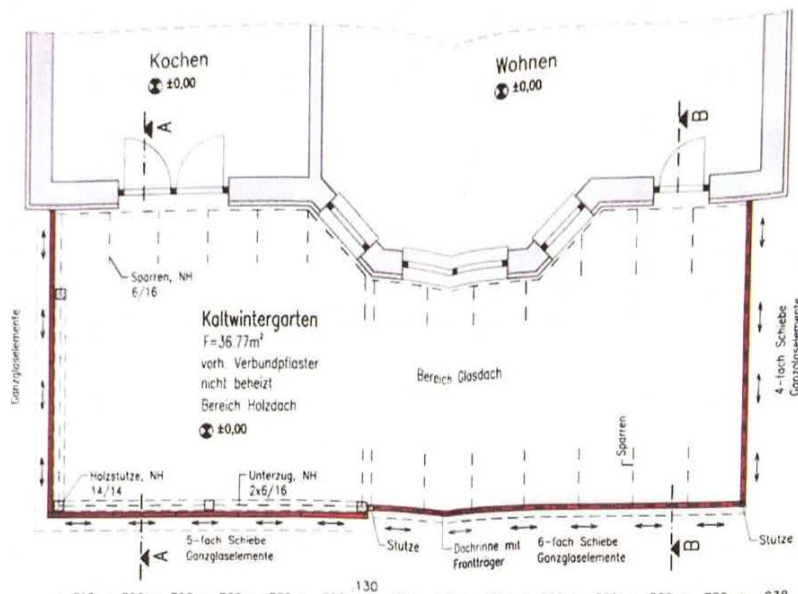 Kochen
±0,00
Wohnen
±0,00
A
B
Sparren, NH
6/16
Ganzglaselemente
Kaltwintergarten
F=36.77m²
vorh. Verbundpflaster
nicht beheizt
Bereich Holzdach
±0,00
Bereich Glasdach
4-fach Schiebe
Ganzglaselemente
Sparren
Holzstütze, NH
14/14
Unterzug, NH
2x6/16
A
5-fach Schiebe
Ganzglaselemente
Stütze
Dachrinne mit
Frontträger
6-fach Schiebe
Ganzglaselemente
B
Stütze
130